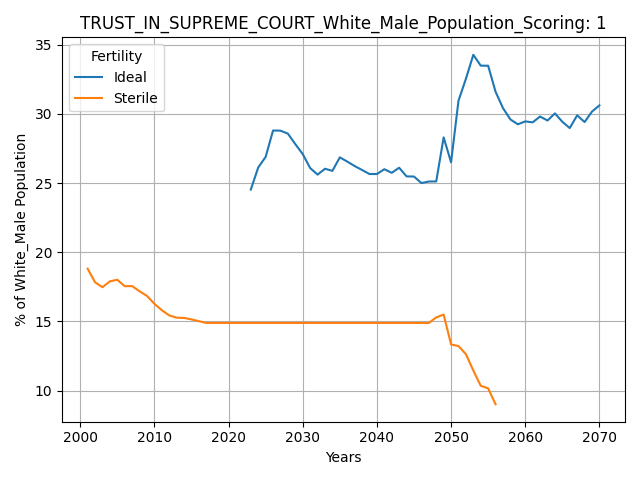 TRUST_IN_SUPREME_COURT_White_Male_Population_Scoring: 1
Fertility
Ideal
Sterile
% of White_Male Population
35
30
25
20
15
10
2000 2010 2020 2030 2040 2050 2060 2070
Years